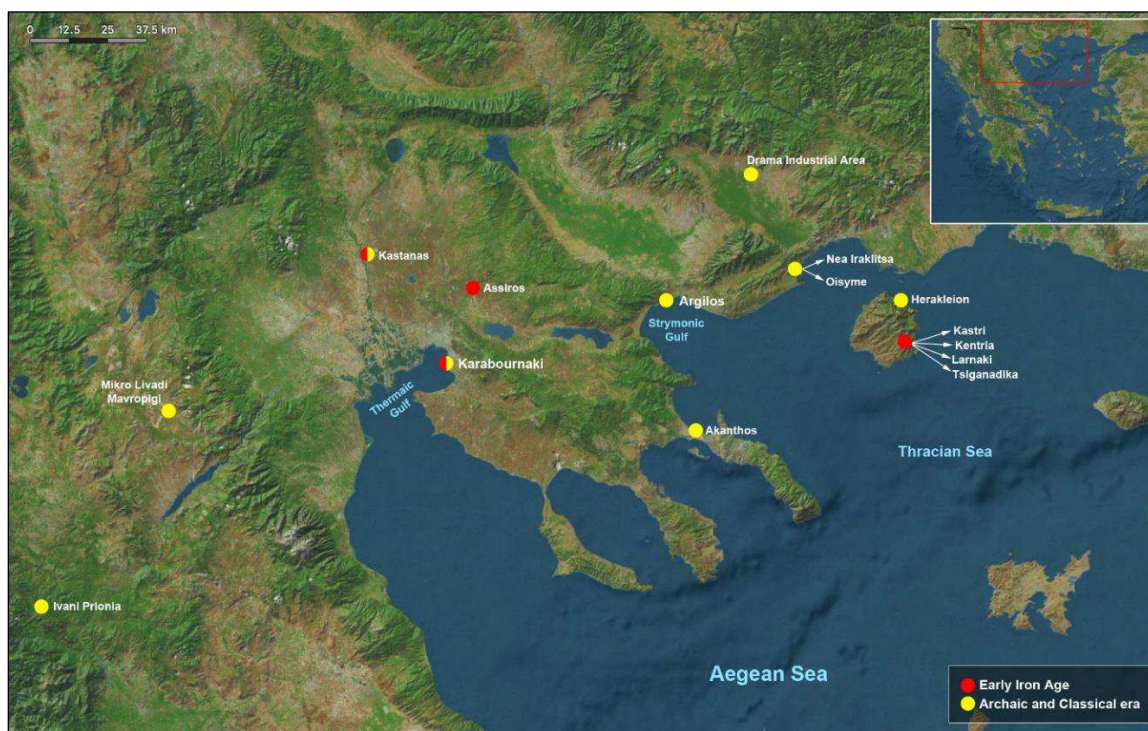 0 12.5 25 37.5 km
Drama Industrial Area
Kastanas
Nea Iraklitsa
Oisyme
Assiros
Argilos
Herakleion
Strymonic
Gulf
Kastri
Kentria
Larnaki
Tsiganadika
Karabournaki
Thermaic
Gulf
Mikro Livadi
Mavropigi
Akanthos
Thracian Sea
Ivani Prionia
Aegean Sea
Early Iron Age
Archaic and Classical era